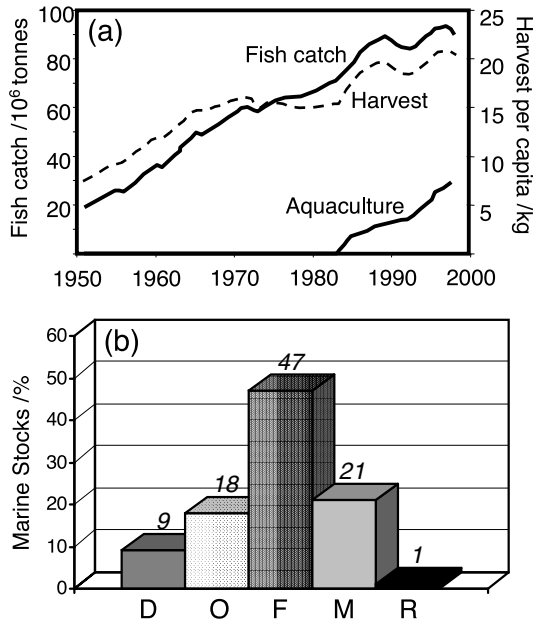 (a)
Fish catch /10⁶ tonnes
100
80
60
40
20
Harvest per capita /kg
25
20
15
10
5
0
Fish catch
Harvest
Aquaculture
1950 1960 1970 1980 1990 2000
(b)
Marine Stocks /%
60
50
40
30
20
10
0
9
18
47
21
1
D O F M R